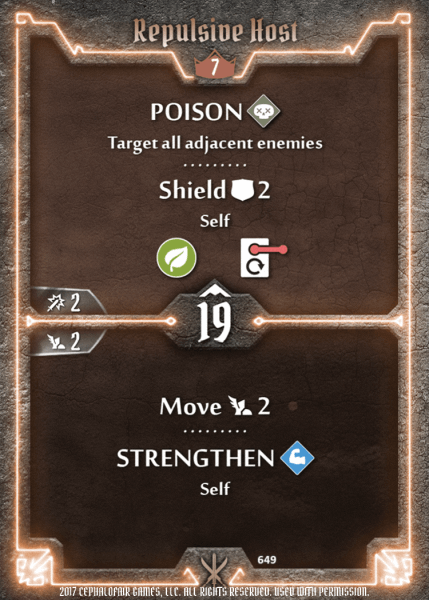 Repulsive Host
7
POISON
Target all adjacent enemies
Shield 2
Self
2
19
2
Move 2
STRENGTHEN
Self
649
2017 CEPHALOFAIR GAMES, LLC. ALL RIGHTS RESERVED. USED WITH PERMISSION.